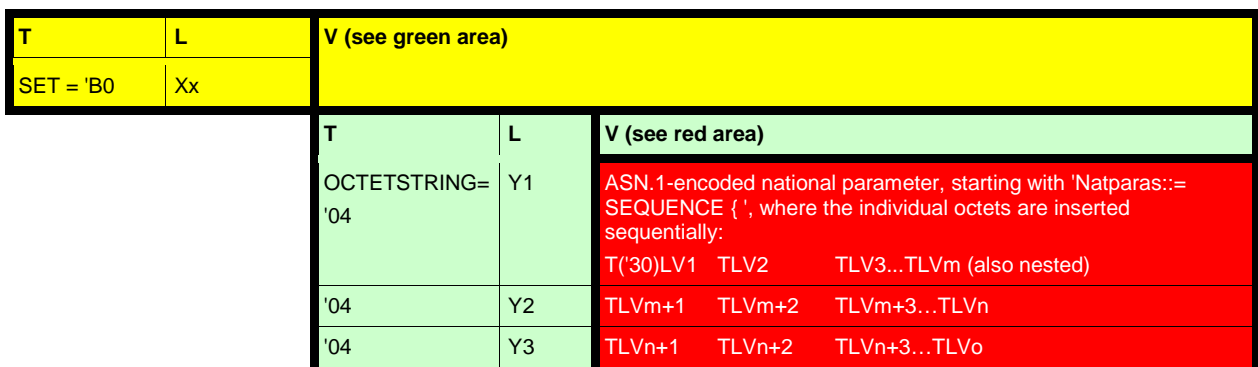 T L V (see green area)
SET = 'B0 Xx
T L V (see red area)
OCTETSTRING= Y1 ASN.1-encoded national parameter, starting with 'Natparas::=
'04 SEQUENCE { ', where the individual octets are inserted
sequentially:
T('30)LV1 TLV2 TLV3...TLVm (also nested)
'04 Y2 TLVm+1 TLVm+2 TLVm+3…TLVn
'04 Y3 TLVn+1 TLVn+2 TLVn+3…TLVo